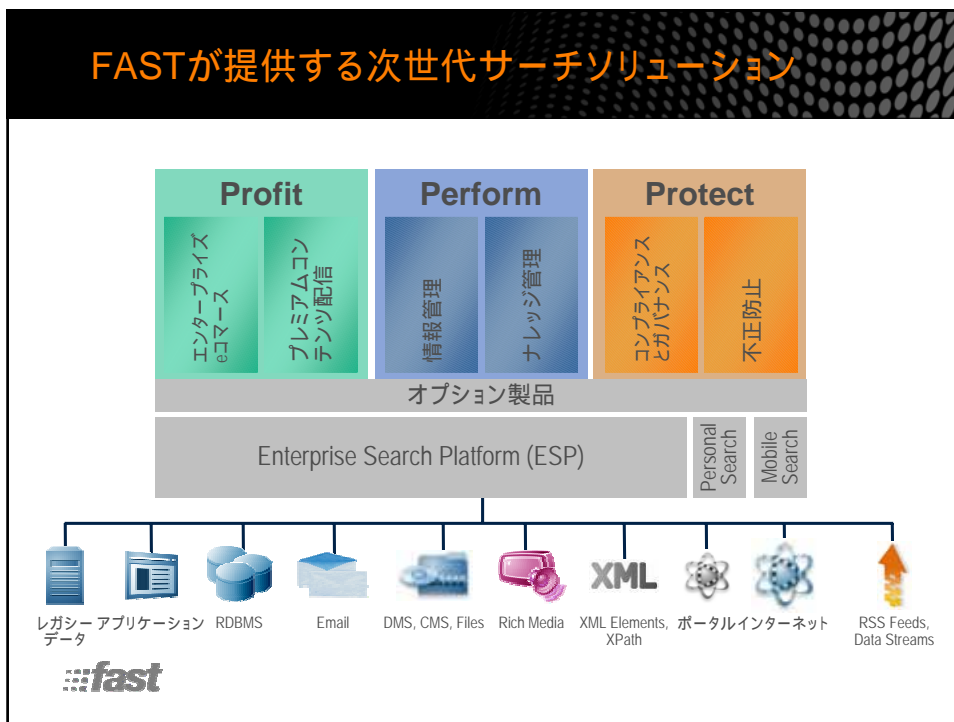 FASTが提供する次世代サーチソリューション
Profit
Perform
Protect
エンタープライズ
eコマース
プレミアムコン
テンツ配信
情報管理
ナレッジ管理
コンプライアンス
とガバナンス
不正防止
オプション製品
Enterprise Search Platform (ESP)
Personal
Search
Mobile
Search
XML
レガシー
データ
アプリケーション
RDBMS
Email
DMS, CMS, Files
Rich Media
XML Elements,
XPath
ポータル
インターネット
RSS Feeds,
Data Streams
fast